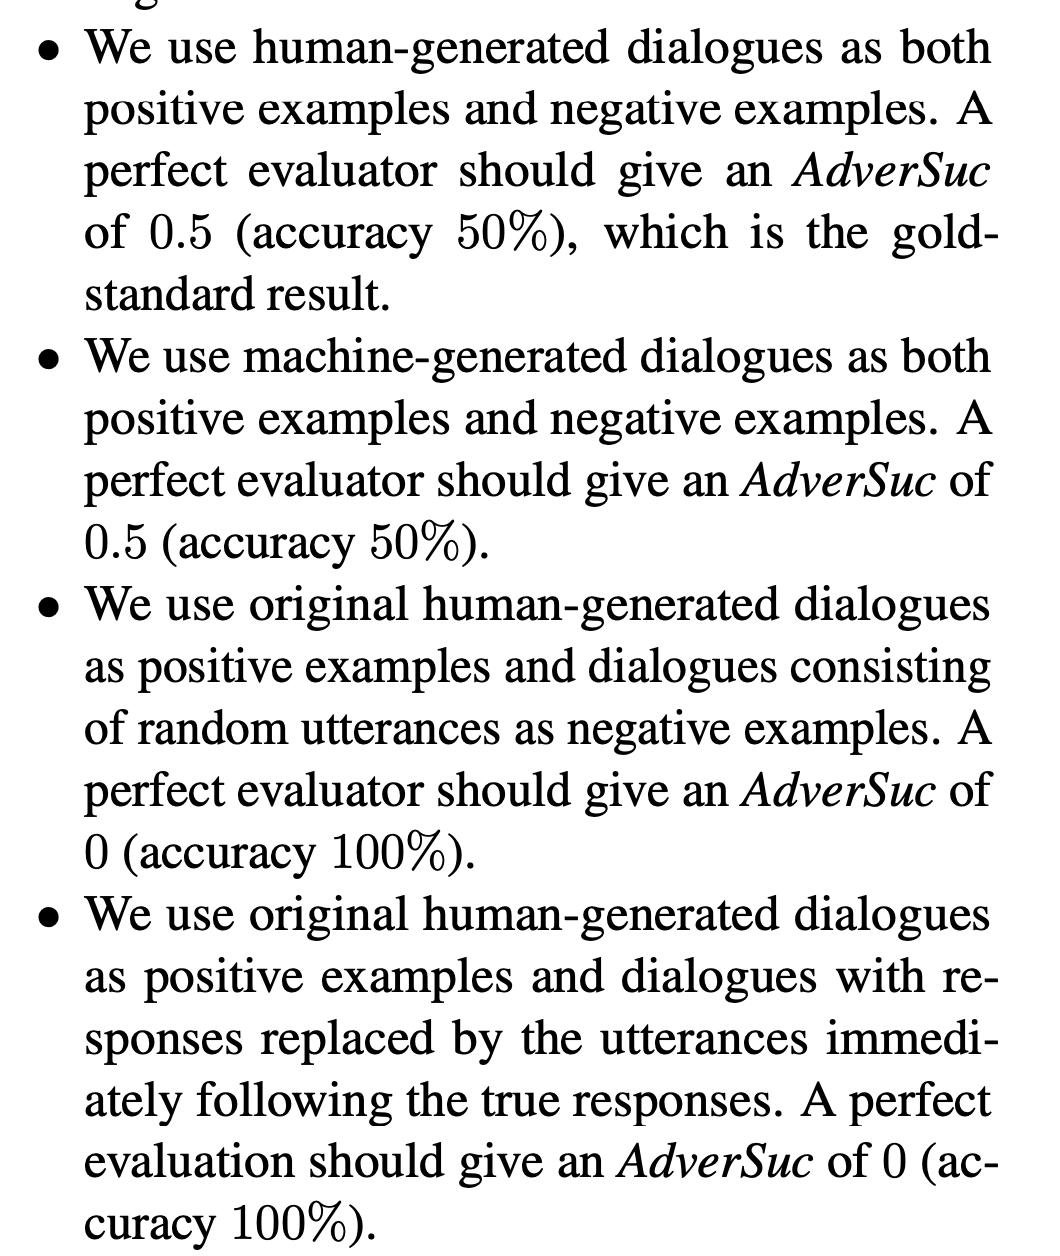 • We use human-generated dialogues as both
positive examples and negative examples. A
perfect evaluator should give an AdverSuc
of 0.5 (accuracy 50%), which is the gold-
standard result.
• We use machine-generated dialogues as both
positive examples and negative examples. A
perfect evaluator should give an AdverSuc of
0.5 (accuracy 50%).
• We use original human-generated dialogues
as positive examples and dialogues consisting
of random utterances as negative examples. A
perfect evaluator should give an AdverSuc of
0 (accuracy 100%).
• We use original human-generated dialogues
as positive examples and dialogues with re-
sponses replaced by the utterances immedi-
ately following the true responses. A perfect
evaluation should give an AdverSuc of 0 (ac-
curacy 100%).